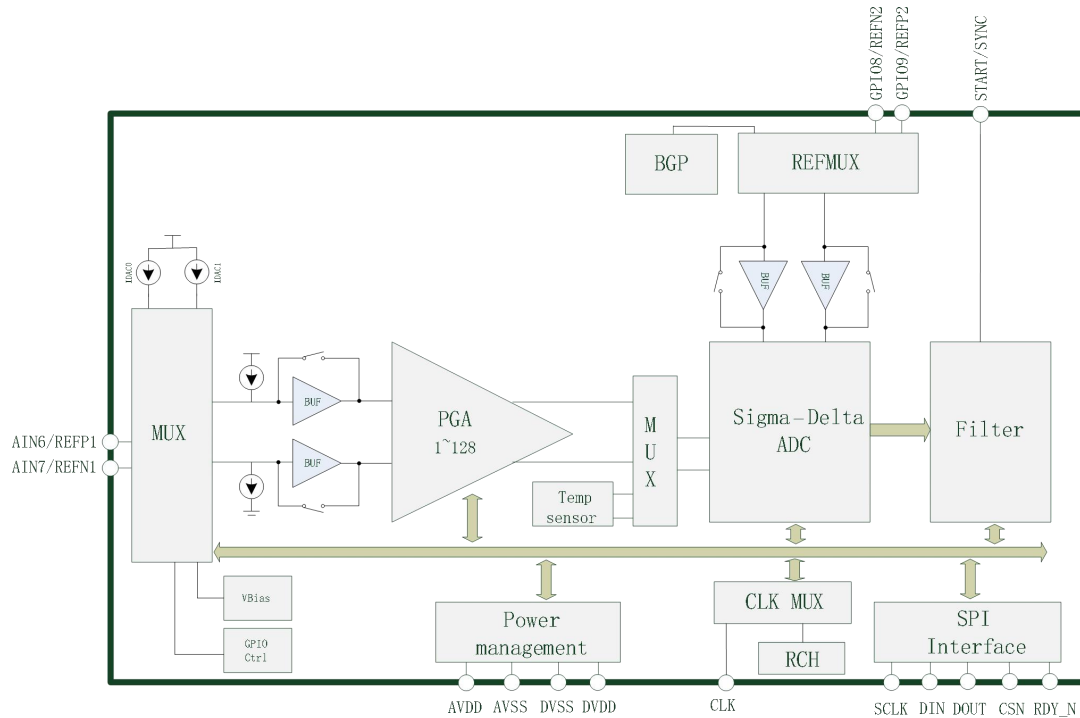 GPIO8/REFN2
GPIO9/REFP2
START/SYNC
BGP
REFMUX
IDAC0
IDAC1
BUF
BUF
MUX
BUF
BUF
PGA
1~128
MUX
Sigma-Delta
ADC
Filter
AIN6/REFP1
AIN7/REFN1
Temp
sensor
VBias
GPIO
Ctrl
Power
management
CLK MUX
RCH
SPI
Interface
AVDD
AVSS
DVSS
DVDD
CLK
SCLK
DIN
DOUT
CSN
RDY_N